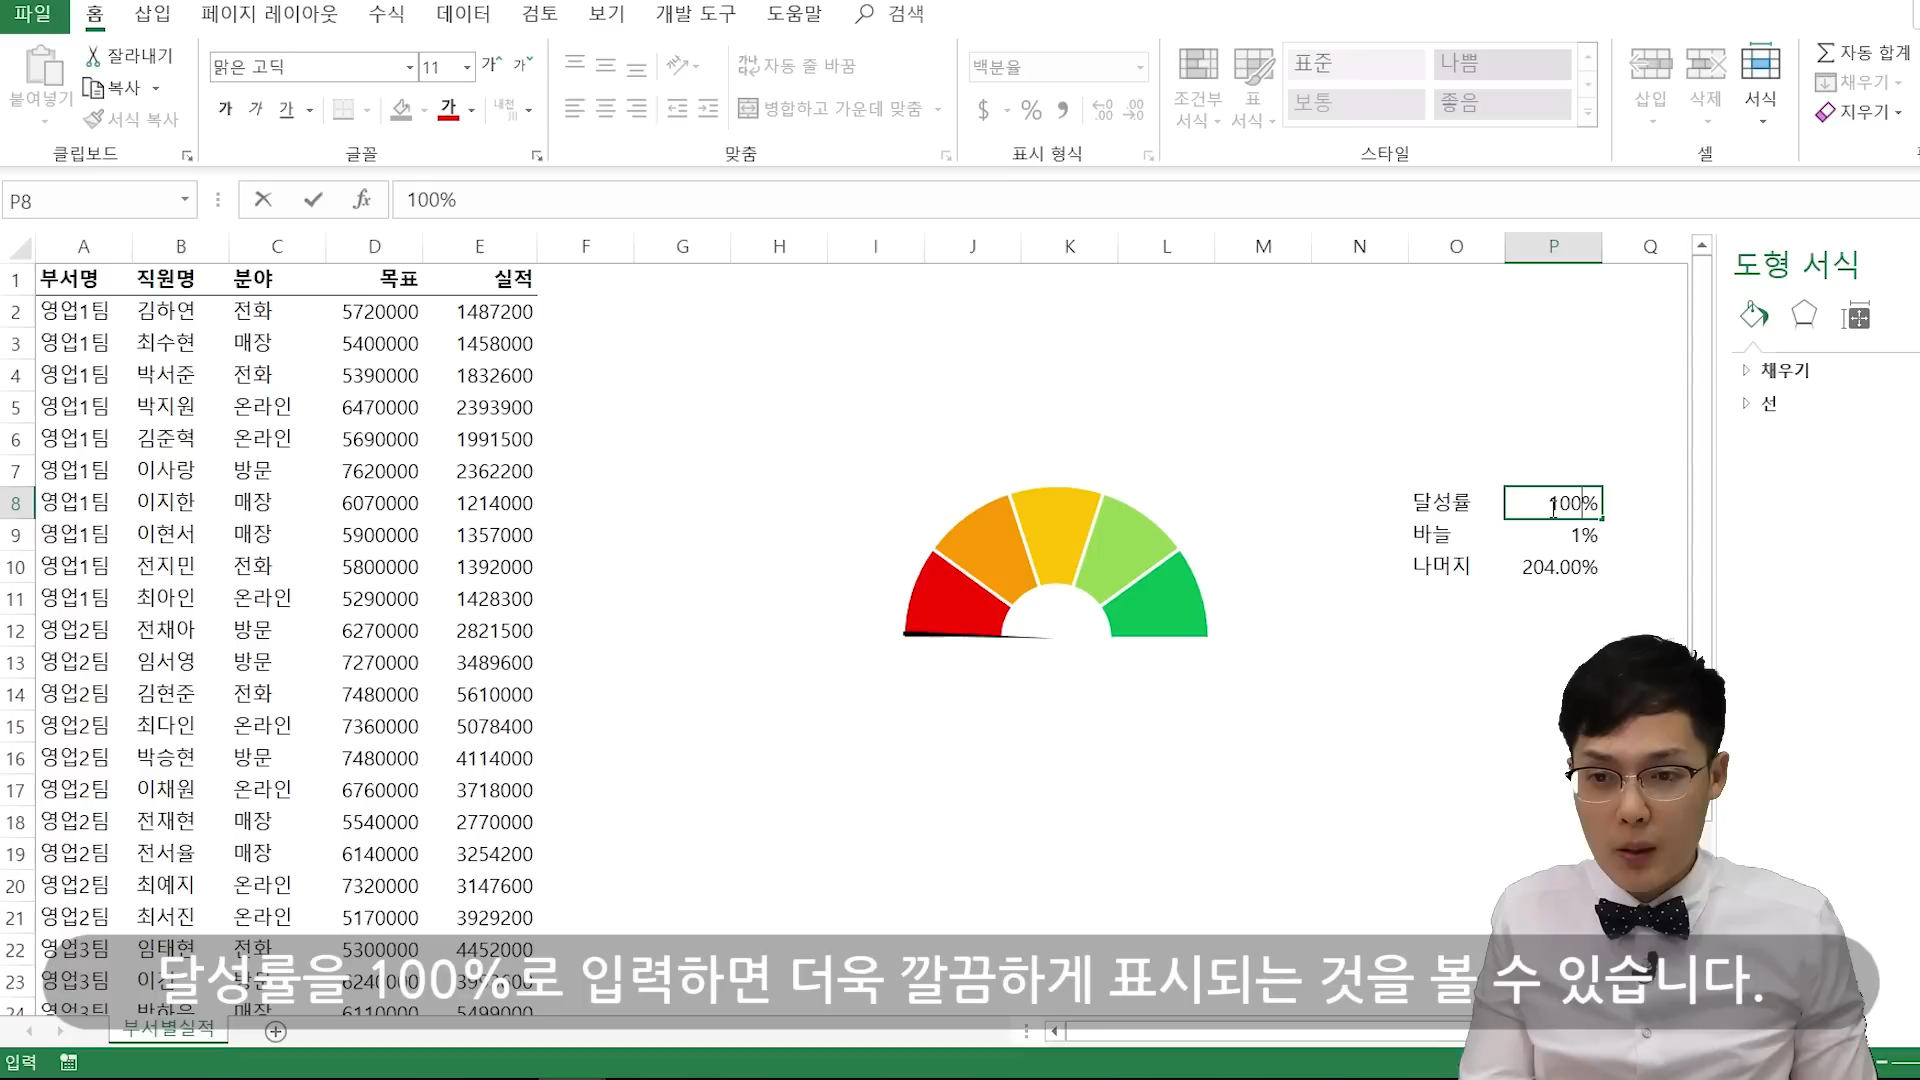 파일 홈 삽입 페이지 레이아웃 수식 데이터 검토 보기 개발 도구 도움말 검색
붙여넣기 잘라내기 복사 서식 복사 클립보드
맑은 고딕 11 가 가 가 가 가 가 내천 글꼴
가나다 자동 줄 바꿈 병합하고 가운데 맞춤 맞춤
백분율 $ % 표시 형식
조건부 서식 표 서식 표준 나쁨 보통 좋음 스타일
삽입 삭제 서식 셀
자동 합계 채우기 지우기
P8 fx 100%
A B C D E F G H I J K L M N O P Q
1 부서명 직원명 분야 목표 실적
2 영업1팀 김하연 전화 5720000 1487200
3 영업1팀 최수현 매장 5400000 1458000
4 영업1팀 박서준 전화 5390000 1832600
5 영업1팀 박지원 온라인 6470000 2393900
6 영업1팀 김준혁 온라인 5690000 1991500
7 영업1팀 이사랑 방문 7620000 2362200
8 영업1팀 이지한 매장 6070000 1214000 달성률 100%
9 영업1팀 이현서 매장 5900000 1357000 바늘 1%
10 영업1팀 전지민 전화 5800000 1392000 나머지 204.00%
11 영업1팀 최아인 온라인 5290000 1428300
12 영업2팀 전채아 방문 6270000 2821500
13 영업2팀 임서영 방문 7270000 3489600
14 영업2팀 김현준 전화 7480000 5610000
15 영업2팀 최다인 온라인 7360000 5078400
16 영업2팀 박승현 방문 7480000 4114000
17 영업2팀 이채원 온라인 6760000 3718000
18 영업2팀 전재현 매장 5540000 2770000
19 영업2팀 전서율 매장 6140000 3254200
20 영업2팀 최예지 온라인 7320000 3147600
21 영업2팀 최서진 온라인 5170000 3929200
22 영업3팀 임태현 전화 5300000 4452000
23 영업3팀
24 영업3팀 박하은 매장 6110000 5499000
도형 서식
채우기
선
달성률을 100%로 입력하면 더욱 깔끔하게 표시되는 것을 볼 수 있습니다.
부서별실적
입력